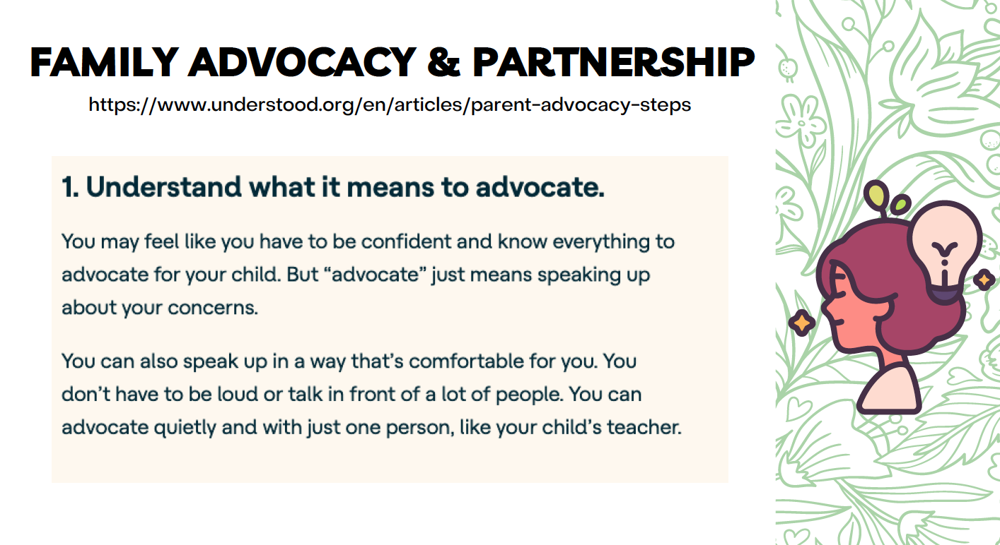 FAMILY ADVOCACY & PARTNERSHIP
https://www.understood.org/en/articles/parent-advocacy-steps
1. Understand what it means to advocate.
You may feel like you have to be confident and know everything to
advocate for your child. But “advocate” just means speaking up
about your concerns.
You can also speak up in a way that’s comfortable for you. You
don’t have to be loud or talk in front of a lot of people. You can
advocate quietly and with just one person, like your child’s teacher.